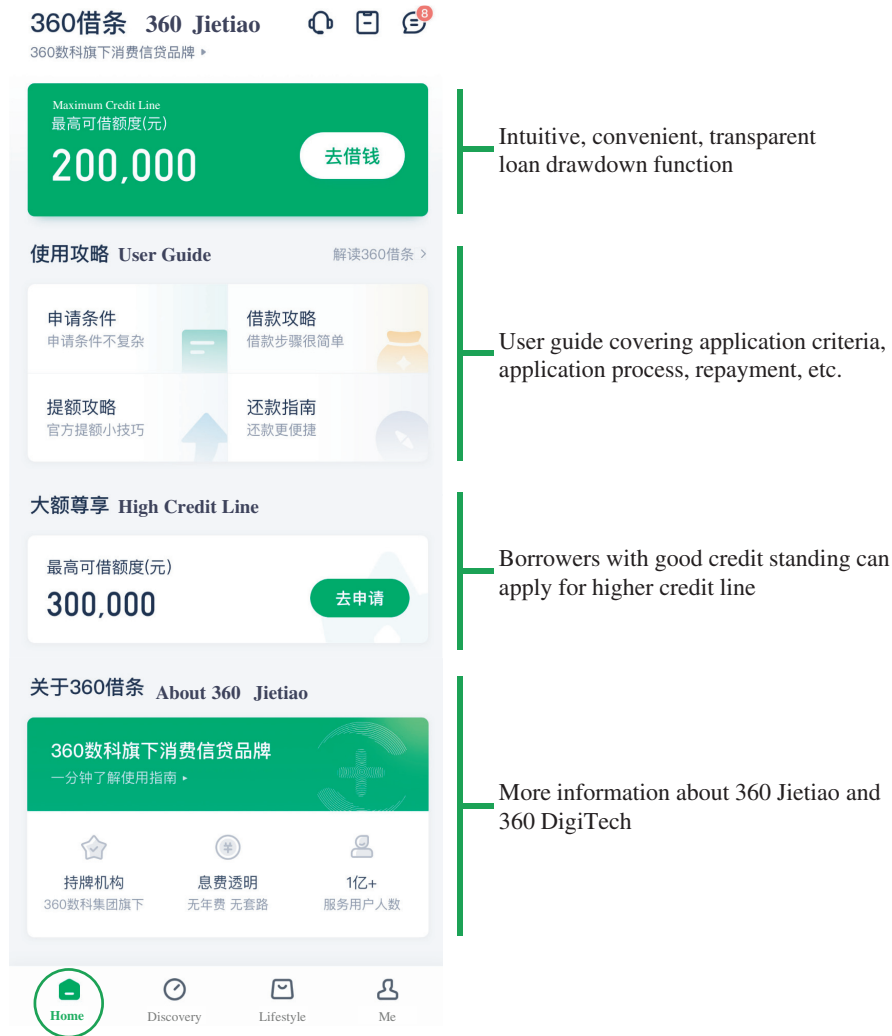 360借条 360 Jietiao
8
360数科旗下消费信贷品牌
Maximum Credit Line
最高可借额度(元)
200,000
去借钱
Intuitive, convenient, transparent
loan drawdown function
使用攻略 User Guide
解读360借条
申请条件
申请条件不复杂
借款攻略
借款步骤很简单
提额攻略
官方提额小技巧
还款指南
还款更便捷
User guide covering application criteria,
application process, repayment, etc.
大额尊享 High Credit Line
最高可借额度(元)
300,000
去申请
Borrowers with good credit standing can
apply for higher credit line
关于360借条 About 360 Jietiao
360数科旗下消费信贷品牌
一分钟了解使用指南
持牌机构
360数科集团旗下
¥
息费透明
无年费 无套路
1亿+
服务用户人数
More information about 360 Jietiao and
360 DigiTech
Home
Discovery
Lifestyle
Me